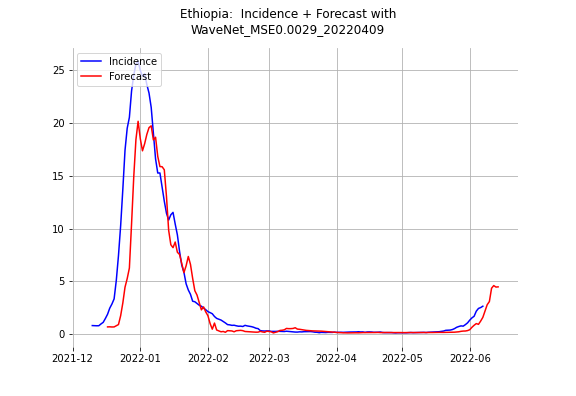 Ethiopia:  Incidence + Forecast with
WaveNet_MSE0.0029_20220409
Incidence
Forecast
25
20
15
10
5
0
2021-12 2022-01 2022-02 2022-03 2022-04 2022-05 2022-06